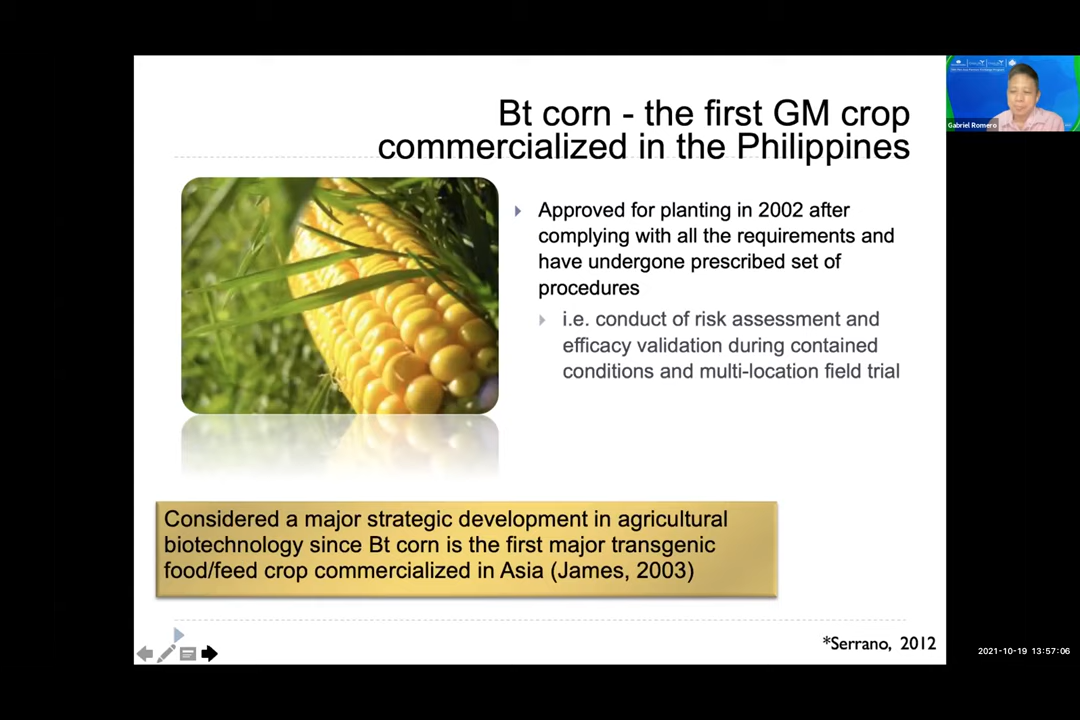 Bt corn - the first GM crop
commercialized in the Philippines
Approved for planting in 2002 after
complying with all the requirements and
have undergone prescribed set of
procedures
i.e. conduct of risk assessment and
efficacy validation during contained
conditions and multi-location field trial
Considered a major strategic development in agricultural
biotechnology since Bt corn is the first major transgenic
food/feed crop commercialized in Asia (James, 2003)
*Serrano, 2012
Gabriel Romero
2021-10-19 13:57:06